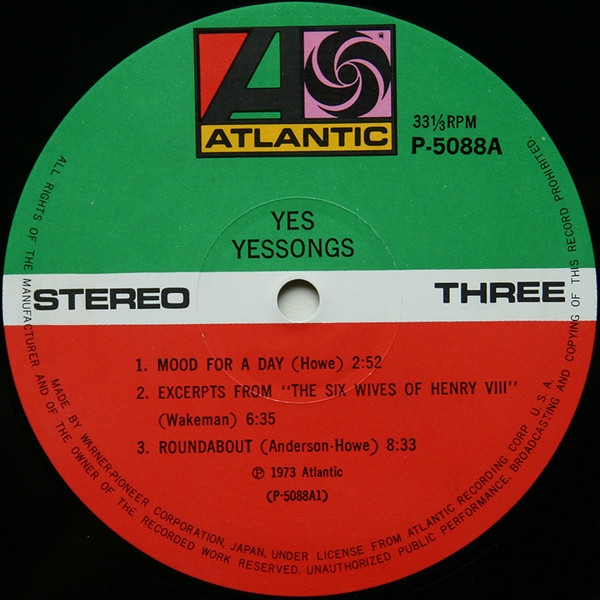 ATLANTIC
33⅓RPM
P-5088A
YES
YESSONGS
STEREO
THREE
1. MOOD FOR A DAY (Howe) 2:52
2. EXCERPTS FROM "THE SIX WIVES OF HENRY VIII"
(Wakeman) 6:35
3. ROUNDABOUT (Anderson-Howe) 8:33
Ⓟ 1973 Atlantic
(P-5088A1)
MADE BY WARNER-PIONEER CORPORATION, JAPAN, UNDER LICENSE FROM ATLANTIC RECORDING CORP. U.S.A.
ALL RIGHTS OF THE MANUFACTURER AND OF THE OWNER OF THE RECORDED WORK RESERVED. UNAUTHORIZED PUBLIC PERFORMANCE, BROADCASTING AND COPYING OF THIS RECORD PROHIBITED.